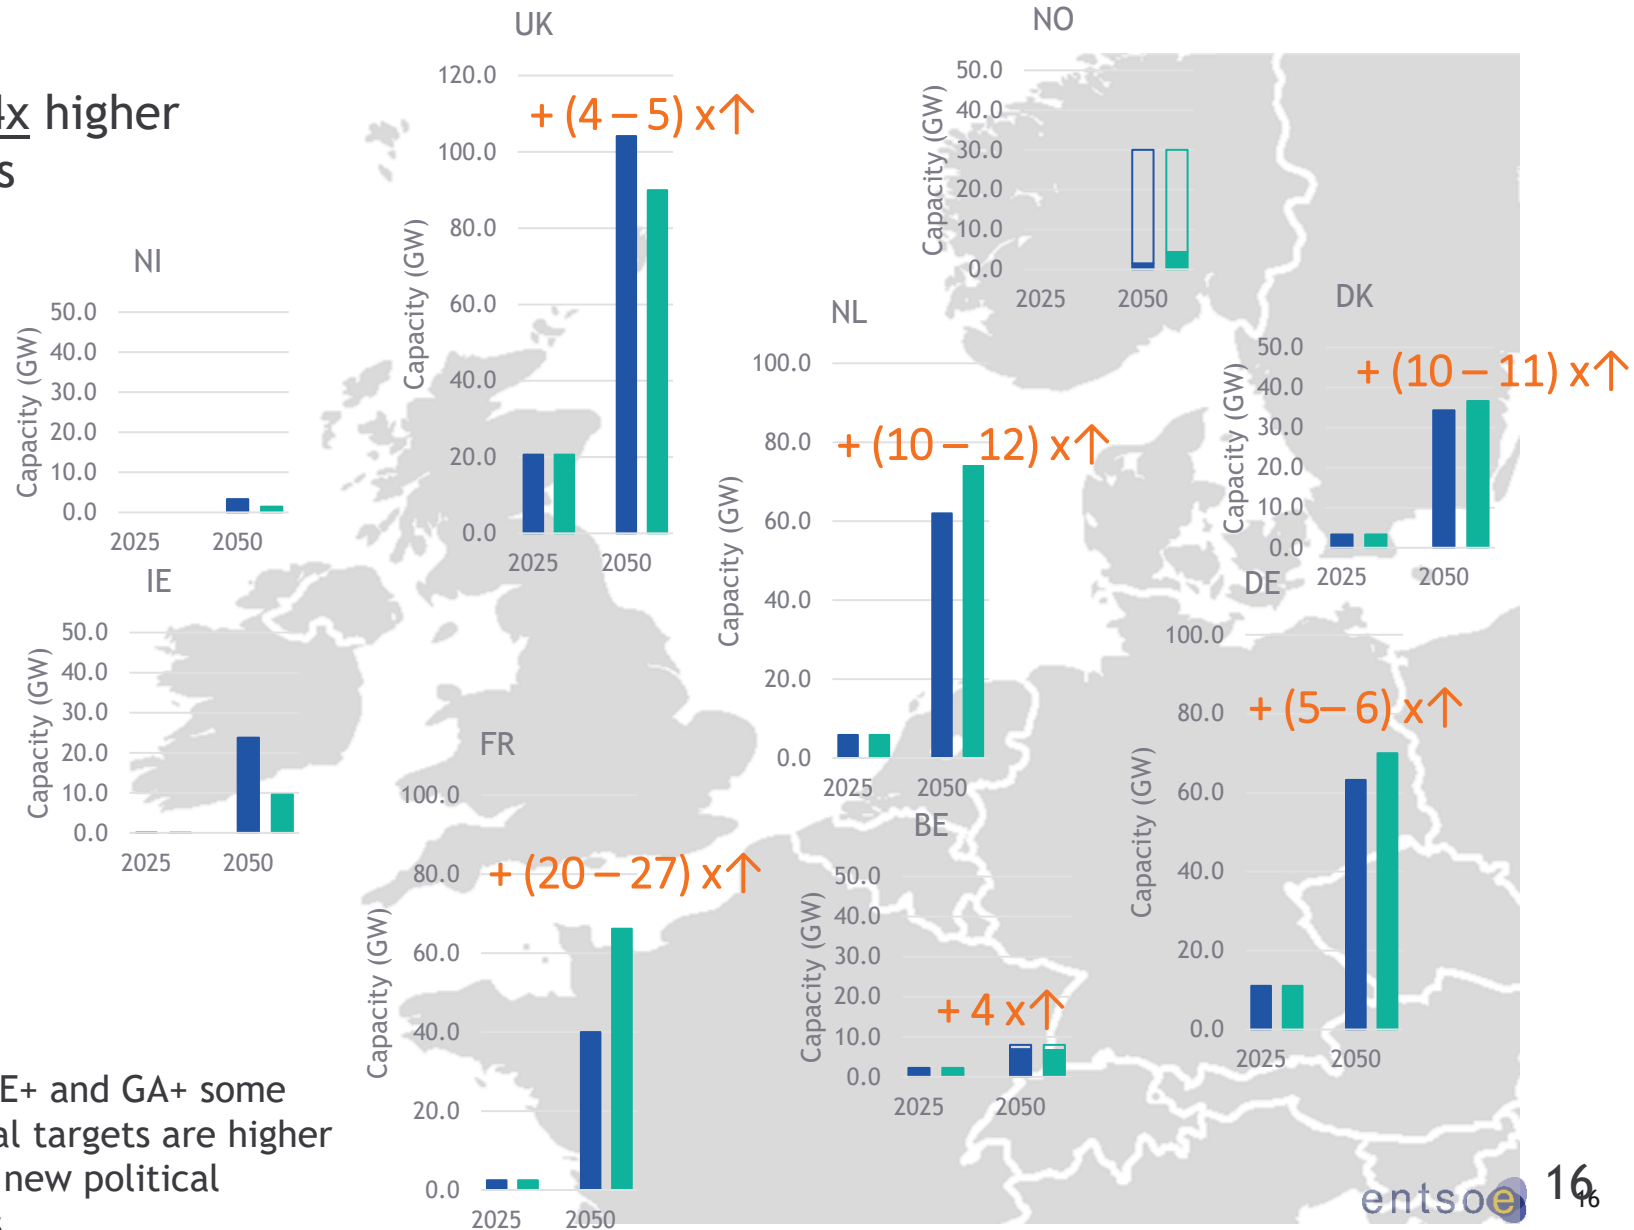 4x higher
s
E+ and GA+ some
al targets are higher
new political
UK
120.0
100.0
80.0
60.0
40.0
20.0
0.0
Capacity (GW)
2025 2050
+ (4 – 5) x↑
NO
50.0
40.0
30.0
20.0
10.0
0.0
Capacity (GW)
2025 2050
NI
50.0
40.0
30.0
20.0
10.0
0.0
Capacity (GW)
2025 2050
NL
100.0
80.0
60.0
40.0
20.0
0.0
Capacity (GW)
2025 2050
+ (10 – 12) x↑
DK
50.0
40.0
30.0
20.0
10.0
0.0
Capacity (GW)
2025 2050
+ (10 – 11) x↑
IE
50.0
40.0
30.0
20.0
10.0
0.0
Capacity (GW)
2025 2050
DE
100.0
80.0
60.0
40.0
20.0
0.0
Capacity (GW)
2025 2050
+ (5– 6) x↑
FR
100.0
80.0
60.0
40.0
20.0
0.0
Capacity (GW)
2025 2050
+ (20 – 27) x↑
BE
50.0
40.0
30.0
20.0
10.0
0.0
Capacity (GW)
2025 2050
+ 4 x↑
entsoe
16
16